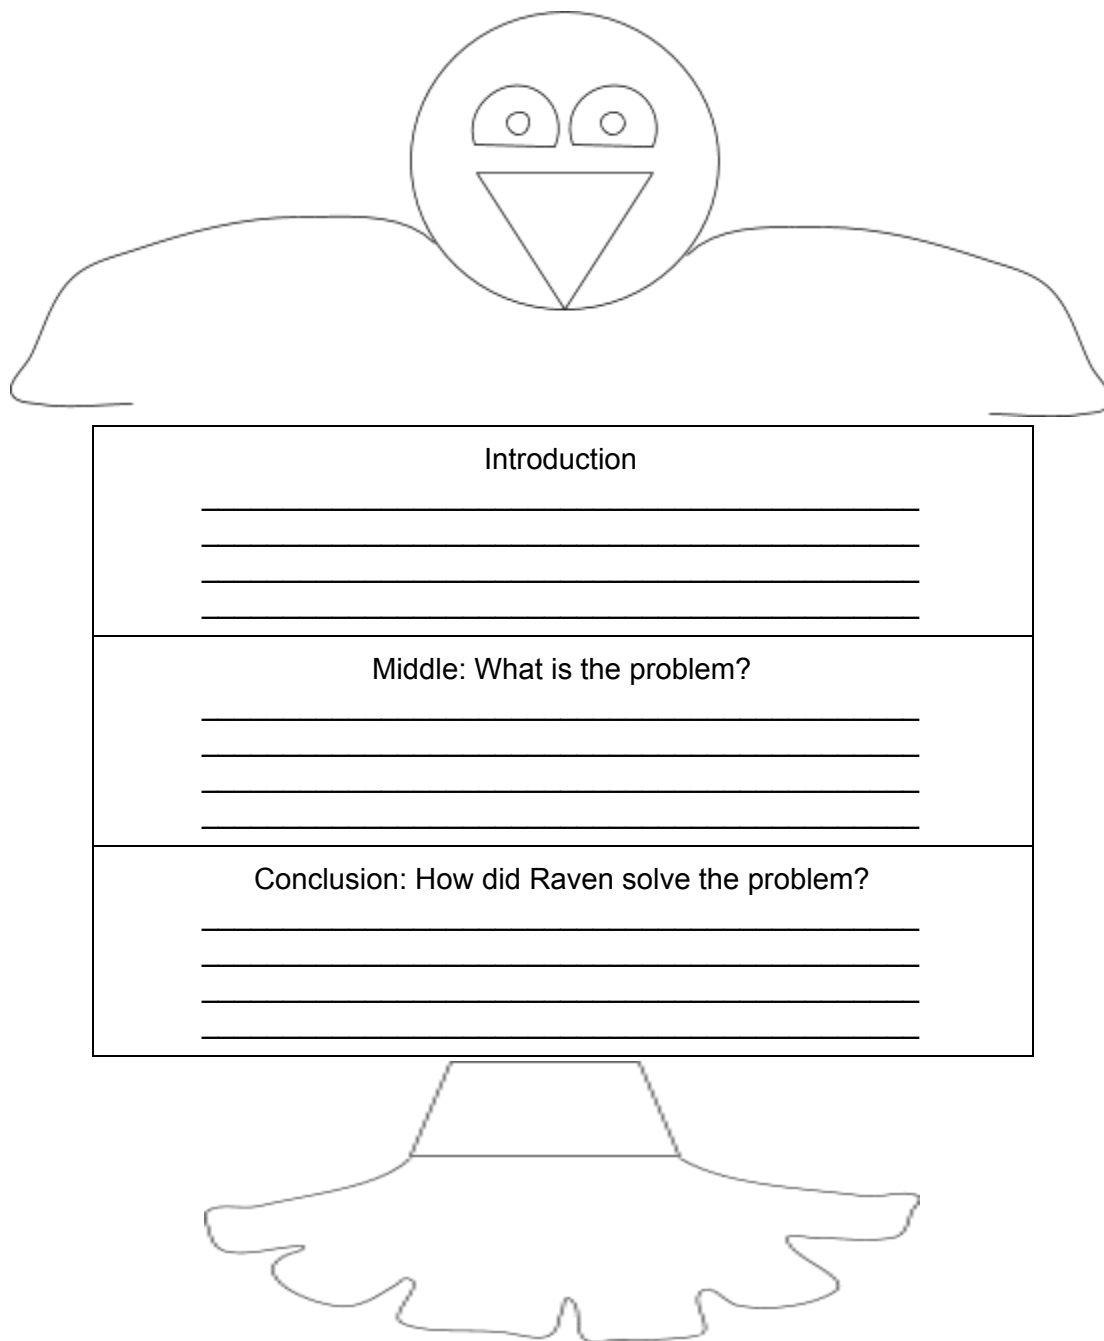 Introduction
Middle: What is the problem?
Conclusion: How did Raven solve the problem?